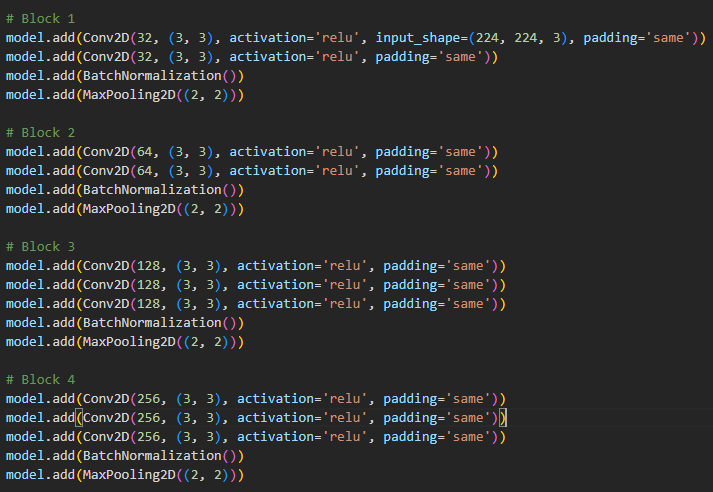 # Block 1
model.add(Conv2D(32, (3, 3), activation='relu', input_shape=(224, 224, 3), padding='same'))
model.add(Conv2D(32, (3, 3), activation='relu', padding='same'))
model.add(BatchNormalization())
model.add(MaxPooling2D((2, 2)))

# Block 2
model.add(Conv2D(64, (3, 3), activation='relu', padding='same'))
model.add(Conv2D(64, (3, 3), activation='relu', padding='same'))
model.add(BatchNormalization())
model.add(MaxPooling2D((2, 2)))

# Block 3
model.add(Conv2D(128, (3, 3), activation='relu', padding='same'))
model.add(Conv2D(128, (3, 3), activation='relu', padding='same'))
model.add(Conv2D(128, (3, 3), activation='relu', padding='same'))
model.add(BatchNormalization())
model.add(MaxPooling2D((2, 2)))

# Block 4
model.add(Conv2D(256, (3, 3), activation='relu', padding='same'))
model.add(Conv2D(256, (3, 3), activation='relu', padding='same'))
model.add(Conv2D(256, (3, 3), activation='relu', padding='same'))
model.add(BatchNormalization())
model.add(MaxPooling2D((2, 2)))